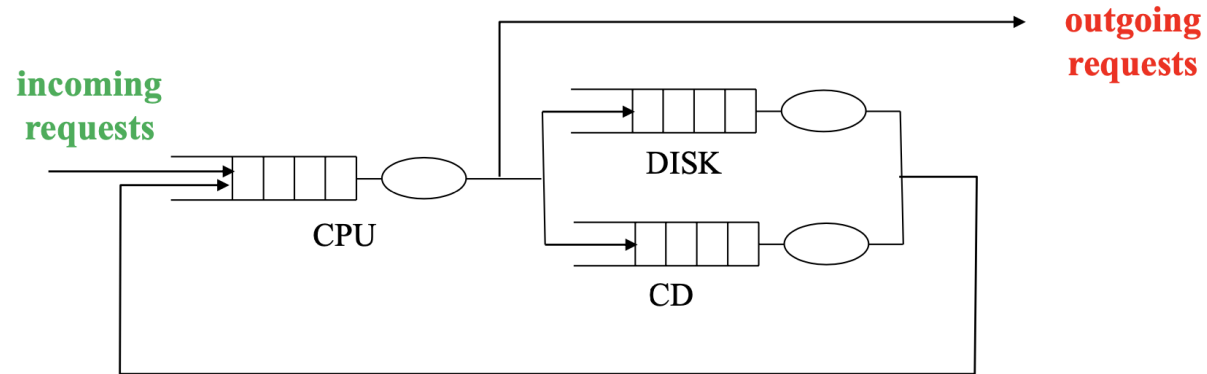 outgoing
requests
incoming
requests
DISK
CPU
CD